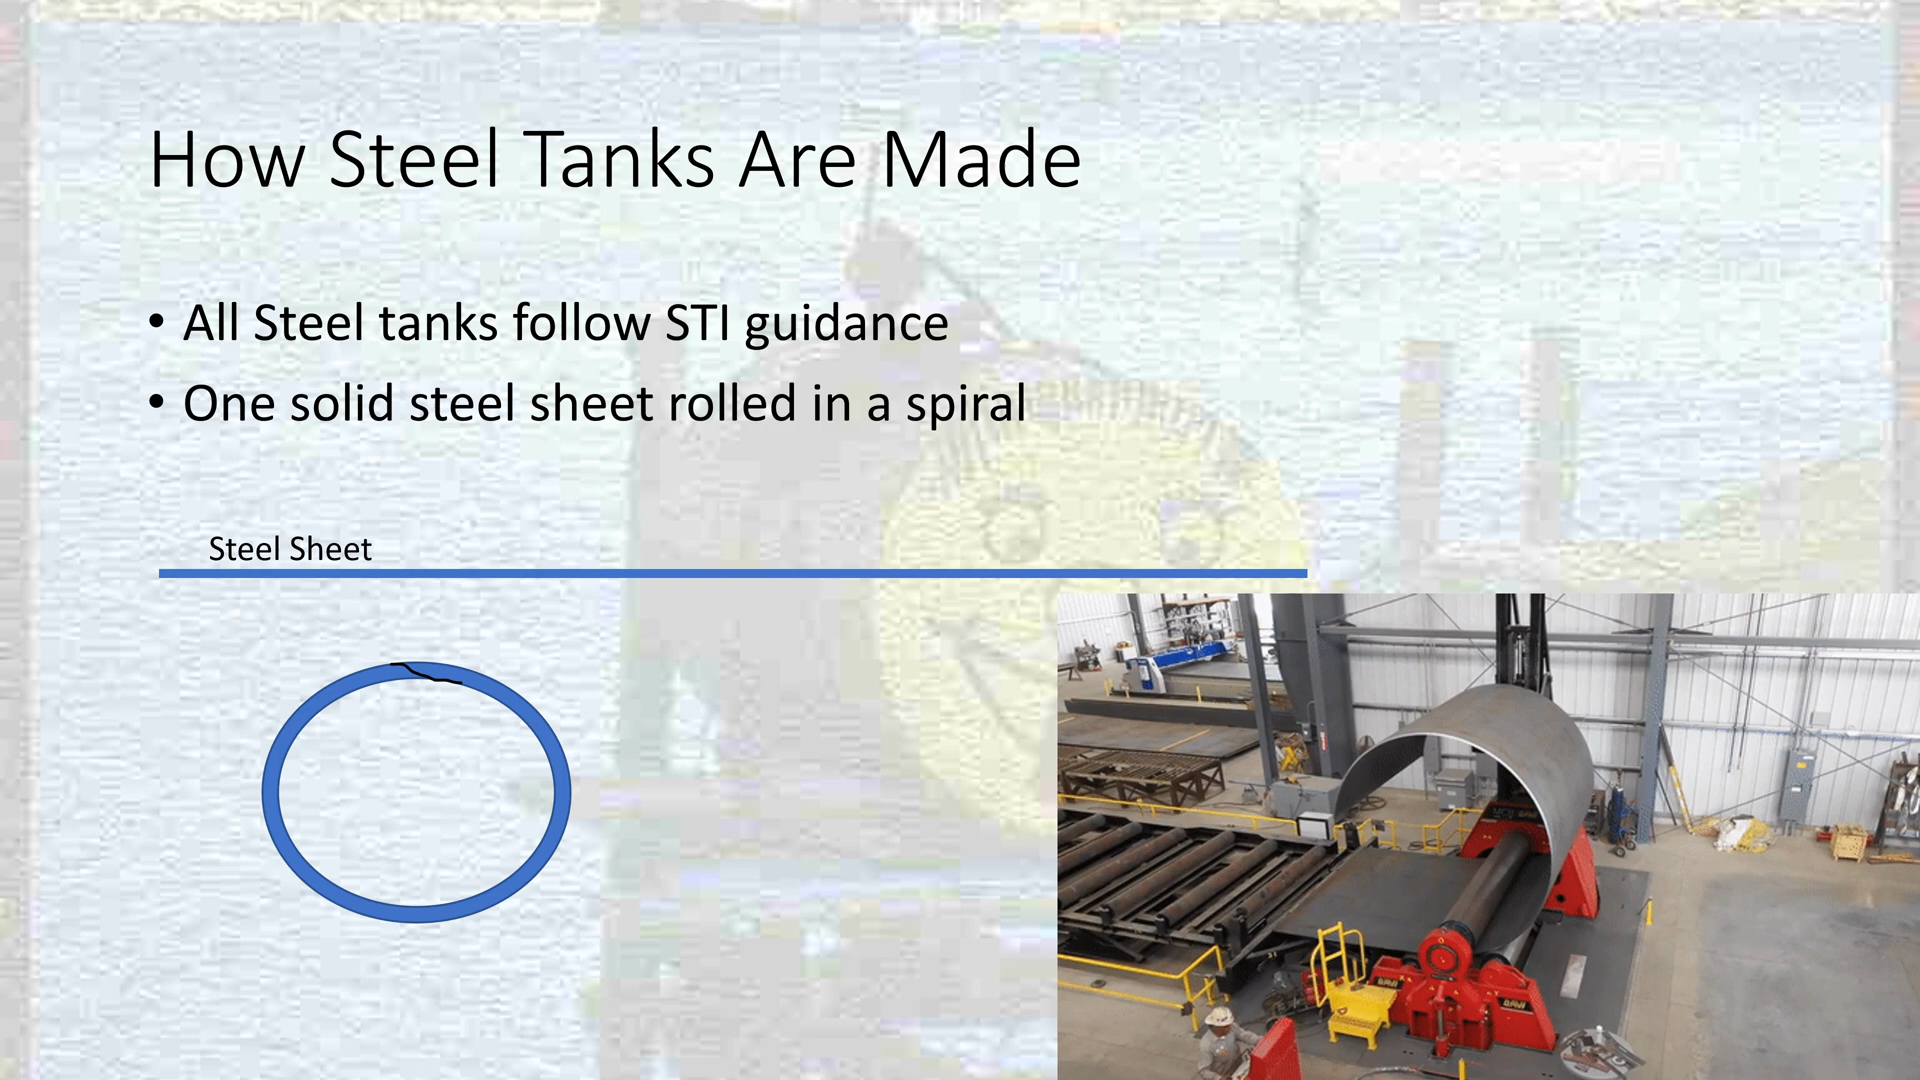 How Steel Tanks Are Made
• All Steel tanks follow STI guidance
• One solid steel sheet rolled in a spiral
Steel Sheet